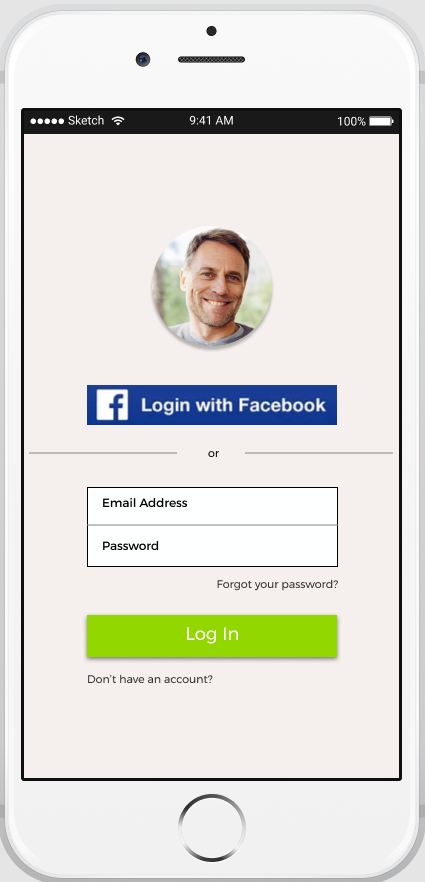 Sketch 9:41 AM 100%
Login with Facebook
or
Email Address
Password
Forgot your password?
Log In
Don't have an account?